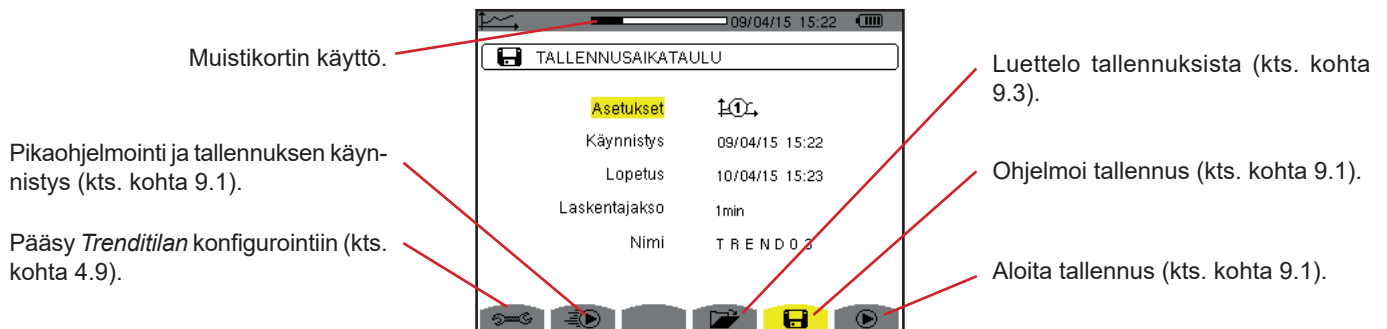 09/04/15 15:22
Muistikortin käyttö.
TALLENNUSAIKATAULU
Luettelo tallennuksista (kts. kohta
9.3).
Asetukset 1
Käynnistys 09/04/15 15:22
Pikaohjelmointi ja tallennuksen käyn-
nistys (kts. kohta 9.1).
Lopetus 10/04/15 15:23
Ohjelmoi tallennus (kts. kohta 9.1).
Laskentajakso 1min
Nimi TREND03
Pääsy Trenditilan konfigurointiin (kts.
kohta 4.9).
Aloita tallennus (kts. kohta 9.1).